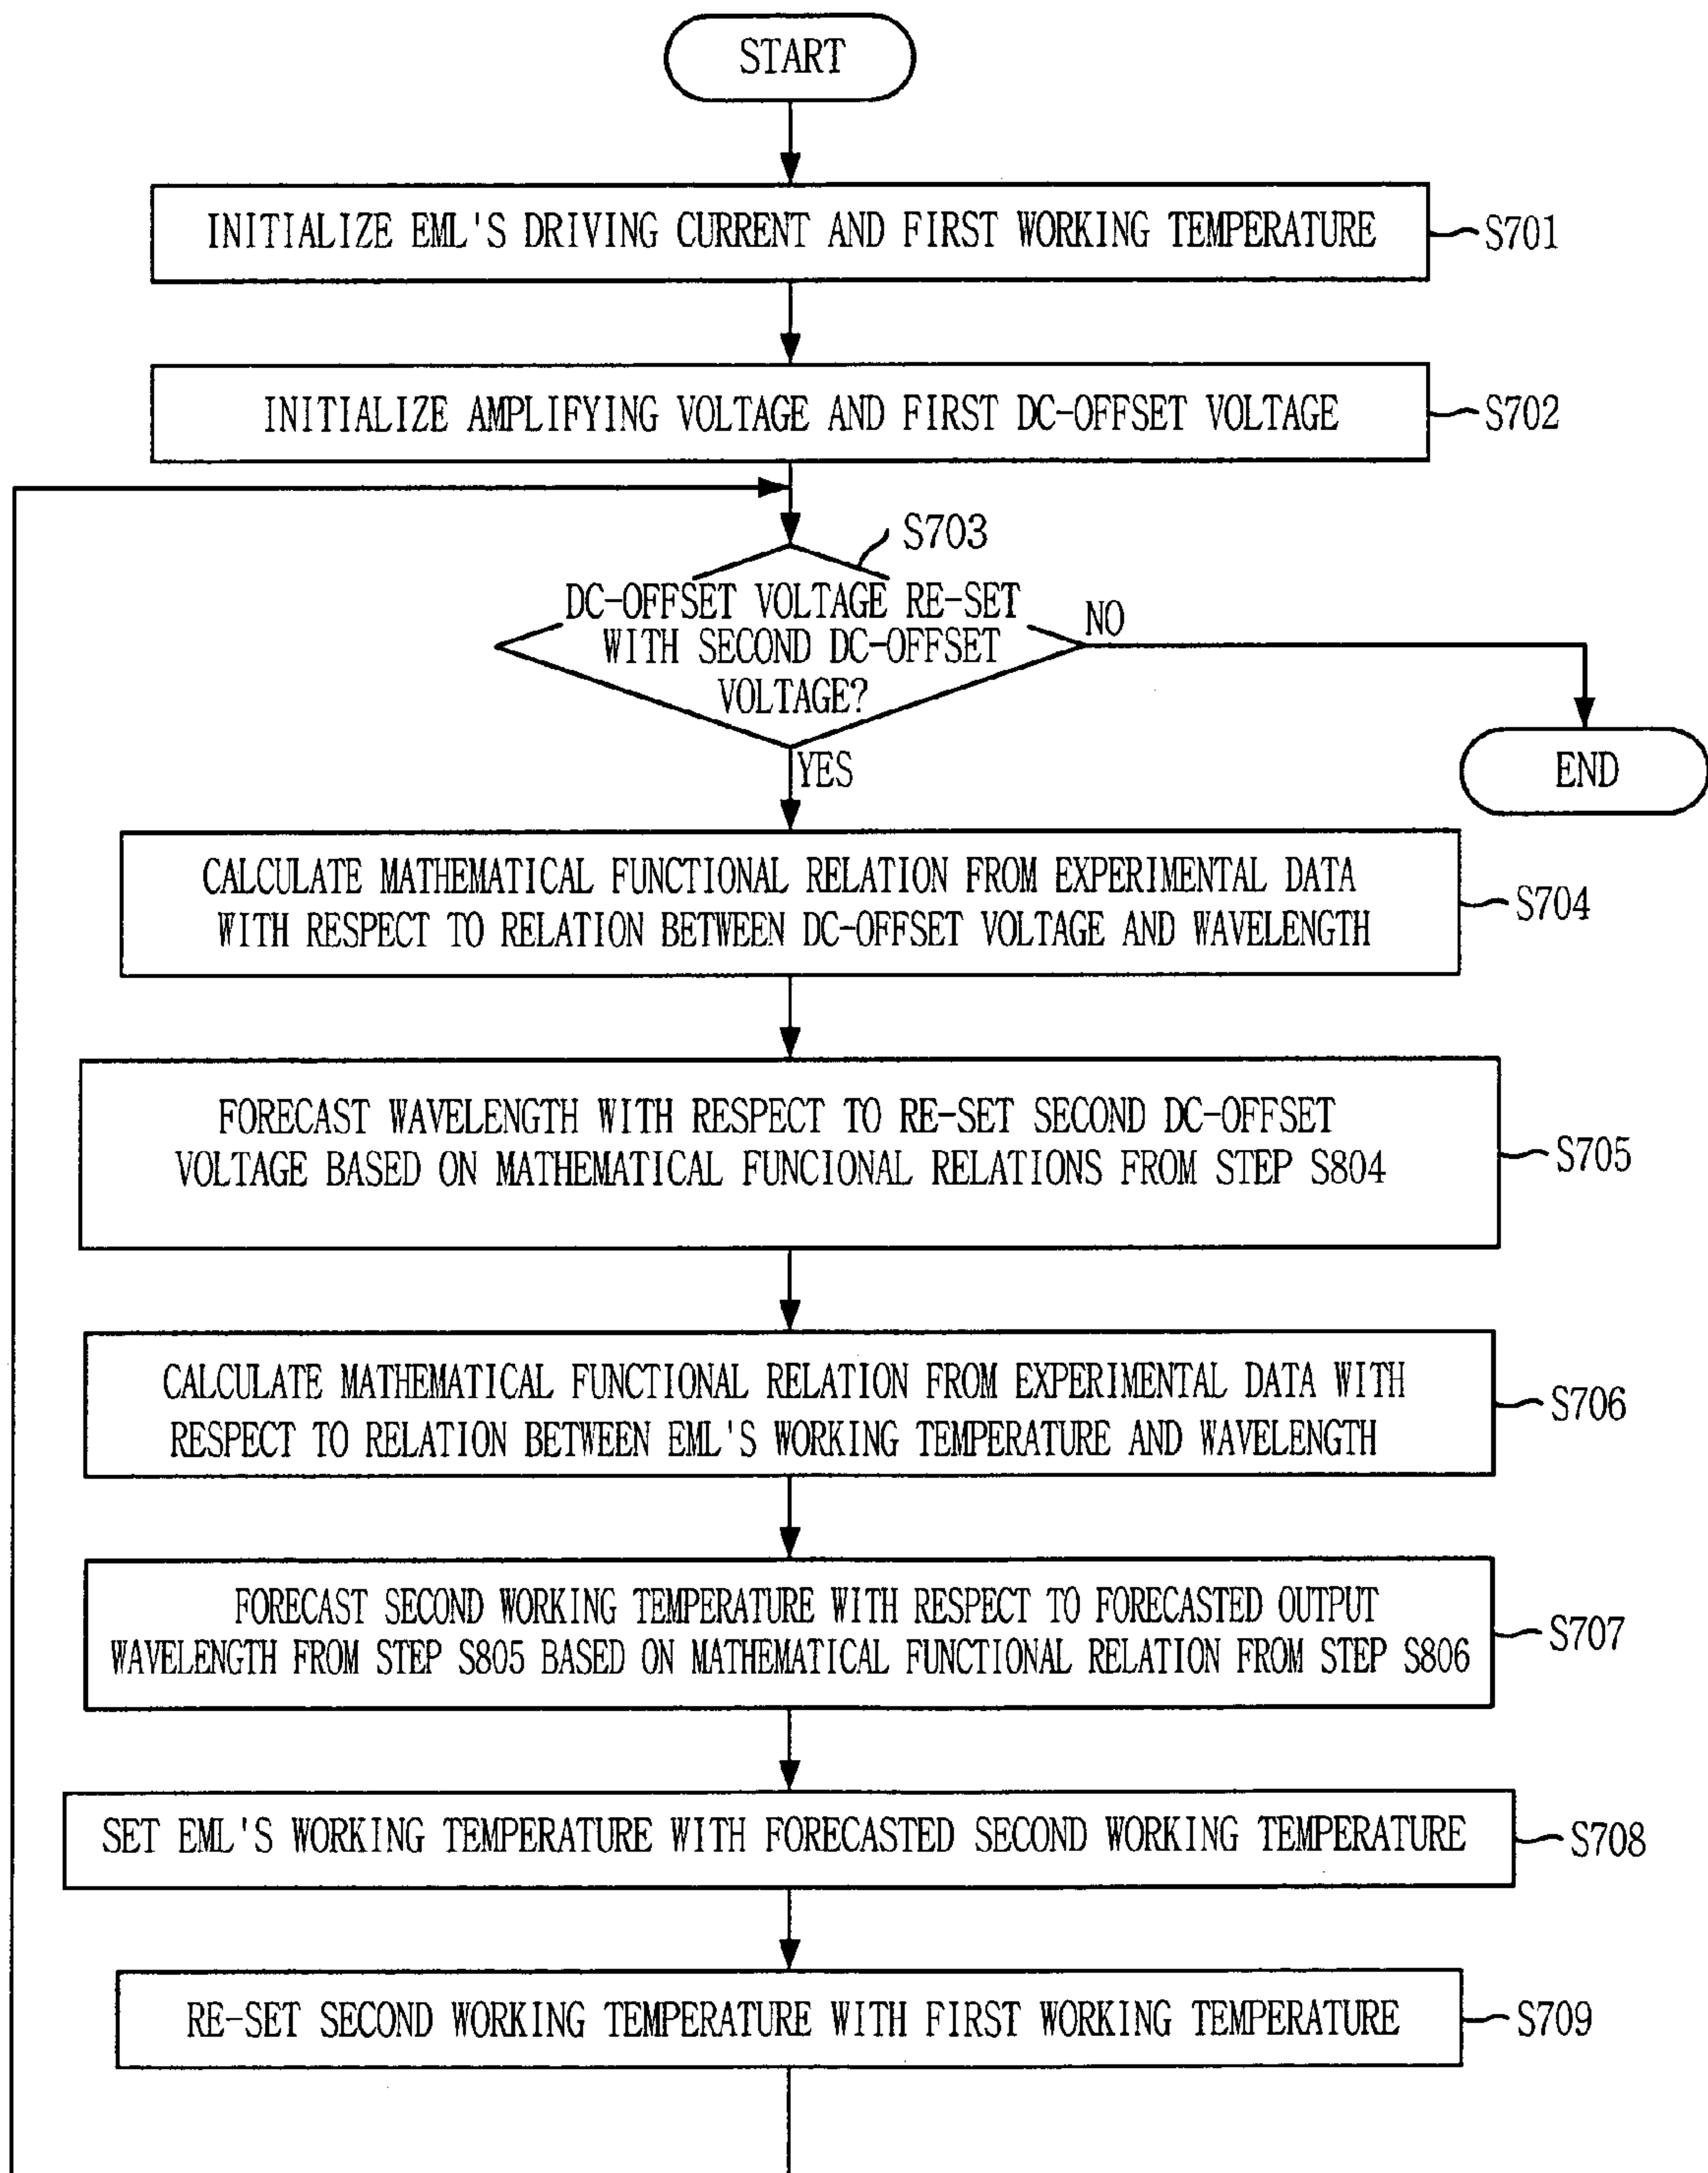 START
INITIALIZE EML'S DRIVING CURRENT AND FIRST WORKING TEMPERATURE
S701
INITIALIZE AMPLIFYING VOLTAGE AND FIRST DC-OFFSET VOLTAGE
S702
S703
DC-OFFSET VOLTAGE RE-SET
WITH SECOND DC-OFFSET
VOLTAGE?
NO
END
YES
CALCULATE MATHEMATICAL FUNCTIONAL RELATION FROM EXPERIMENTAL DATA
WITH RESPECT TO RELATION BETWEEN DC-OFFSET VOLTAGE AND WAVELENGTH
S704
FORECAST WAVELENGTH WITH RESPECT TO RE-SET SECOND DC-OFFSET
VOLTAGE BASED ON MATHEMATICAL FUNCIONAL RELATIONS FROM STEP S804
S705
CALCULATE MATHEMATICAL FUNCTIONAL RELATION FROM EXPERIMENTAL DATA WITH
RESPECT TO RELATION BETWEEN EML'S WORKING TEMPERATURE AND WAVELENGTH
S706
FORECAST SECOND WORKING TEMPERATURE WITH RESPECT TO FORECASTED OUTPUT
WAVELENGTH FROM STEP S805 BASED ON MATHEMATICAL FUNCTIONAL RELATION FROM STEP S806
S707
SET EML'S WORKING TEMPERATURE WITH FORECASTED SECOND WORKING TEMPERATURE
S708
RE-SET SECOND WORKING TEMPERATURE WITH FIRST WORKING TEMPERATURE
S709